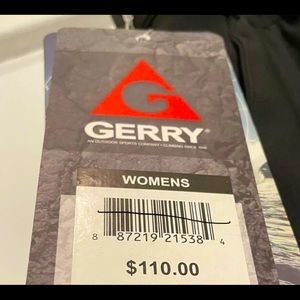 GERRY®
AN OUTDOOR SPORTS COMPANY • CLIMBING SINCE 1946
WOMENS
8 87219 21538 4
$110.00